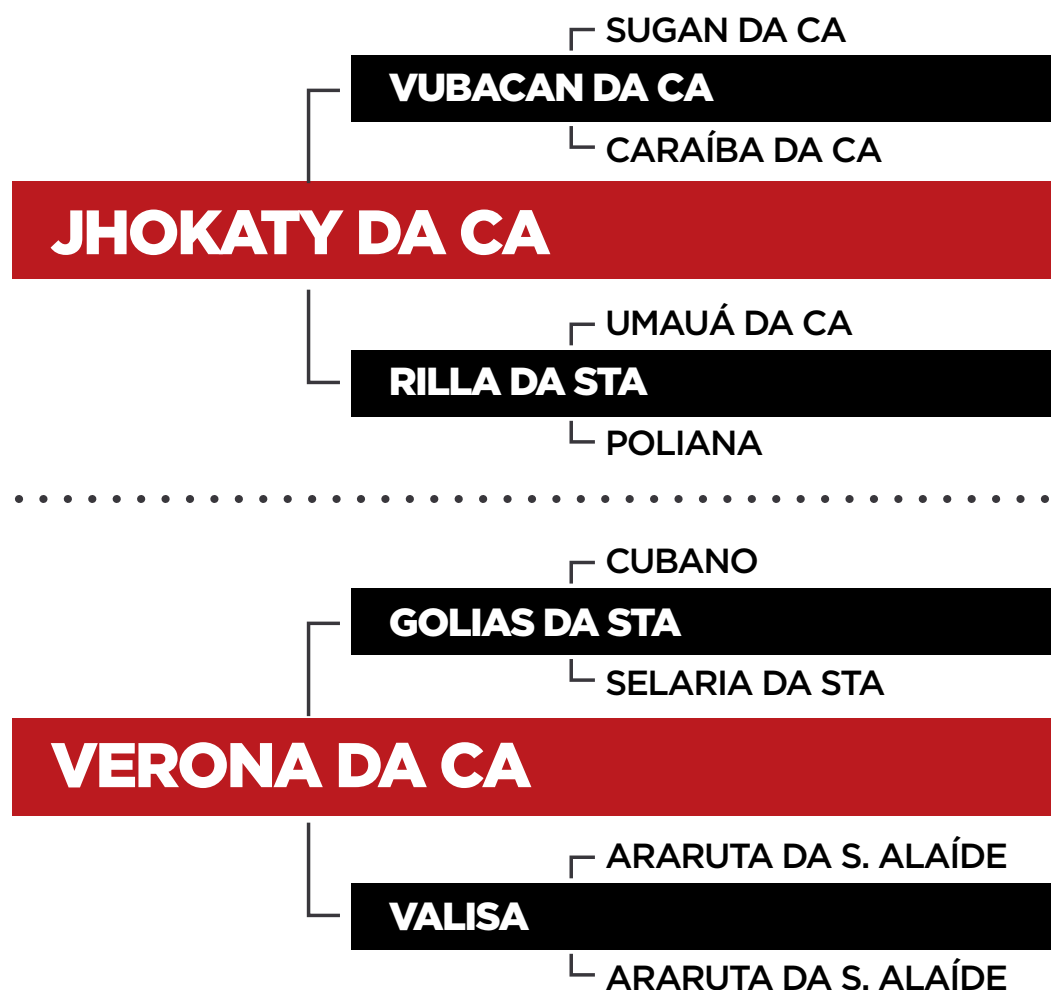 SUGAN DA CA
VUBACAN DA CA
CARAÍBA DA CA
JHOKATY DA CA
UMAUÁ DA CA
RILLA DA STA
POLIANA
CUBANO
GOLIAS DA STA
SELARIA DA STA
VERONA DA CA
ARARUTA DA S. ALAÍDE
VALISA
ARARUTA DA S. ALAÍDE